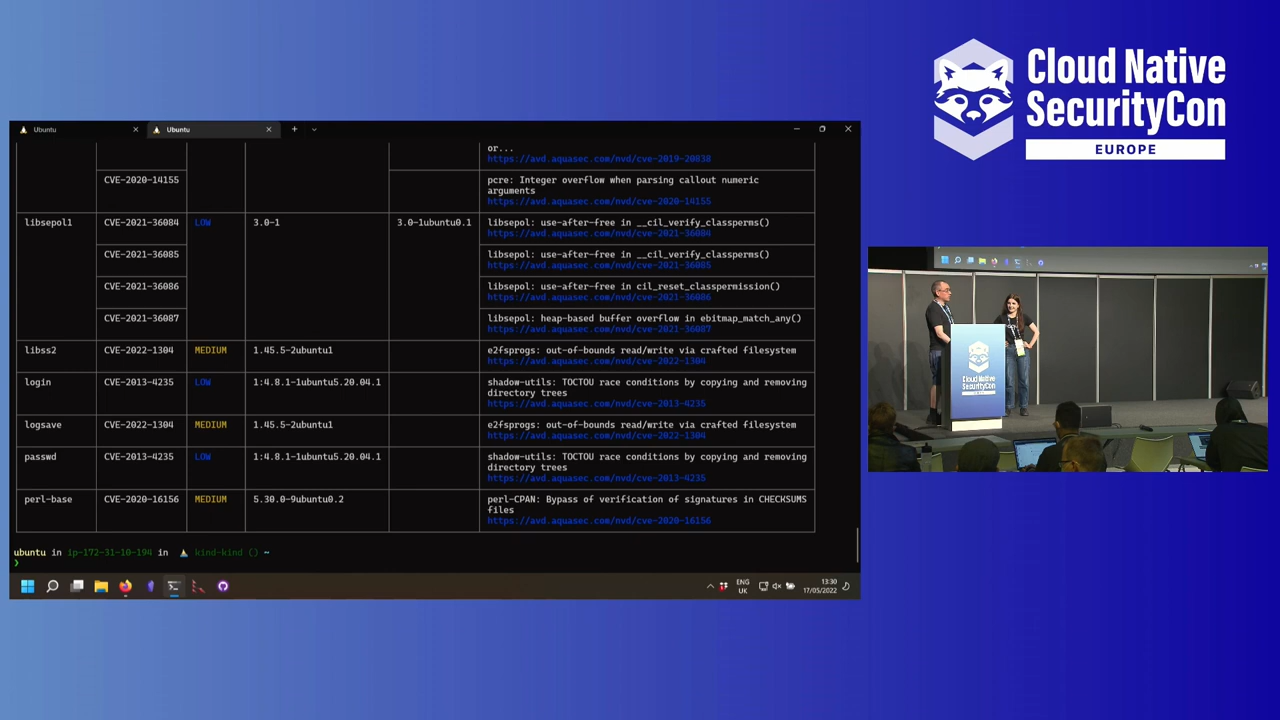 Cloud Native
SecurityCon
EUROPE
Ubuntu
Ubuntu
or...
https://avd.aquasec.com/nvd/cve-2019-20838
CVE-2020-14155
pcre: Integer overflow when parsing callout numeric
arguments
https://avd.aquasec.com/nvd/cve-2020-14155
libsepol1 CVE-2021-36084 LOW 3.0-1 3.0-1ubuntu0.1 libsepol: use-after-free in __cil_verify_classperms()
https://avd.aquasec.com/nvd/cve-2021-36084
CVE-2021-36085 libsepol: use-after-free in __cil_verify_classperms()
https://avd.aquasec.com/nvd/cve-2021-36085
CVE-2021-36086 libsepol: use-after-free in cil_reset_classpermission()
https://avd.aquasec.com/nvd/cve-2021-36086
CVE-2021-36087 libsepol: heap-based buffer overflow in ebitmap_match_any()
https://avd.aquasec.com/nvd/cve-2021-36087
libss2 CVE-2022-1304 MEDIUM 1.45.5-2ubuntu1 e2fsprogs: out-of-bounds read/write via crafted filesystem
https://avd.aquasec.com/nvd/cve-2022-1304
login CVE-2013-4235 LOW 1:4.8.1-1ubuntu5.20.04.1 shadow-utils: TOCTOU race conditions by copying and removing
directory trees
https://avd.aquasec.com/nvd/cve-2013-4235
logsave CVE-2022-1304 MEDIUM 1.45.5-2ubuntu1 e2fsprogs: out-of-bounds read/write via crafted filesystem
https://avd.aquasec.com/nvd/cve-2022-1304
passwd CVE-2013-4235 LOW 1:4.8.1-1ubuntu5.20.04.1 shadow-utils: TOCTOU race conditions by copying and removing
directory trees
https://avd.aquasec.com/nvd/cve-2013-4235
perl-base CVE-2020-16156 MEDIUM 5.30.0-9ubuntu0.2 perl-CPAN: Bypass of verification of signatures in CHECKSUMS
files
https://avd.aquasec.com/nvd/cve-2020-16156
ubuntu in ip-172-31-10-194 in kind-kind () ~
❯
ENG
UK
13:30
17/05/2022
Cloud Native
SecurityCon